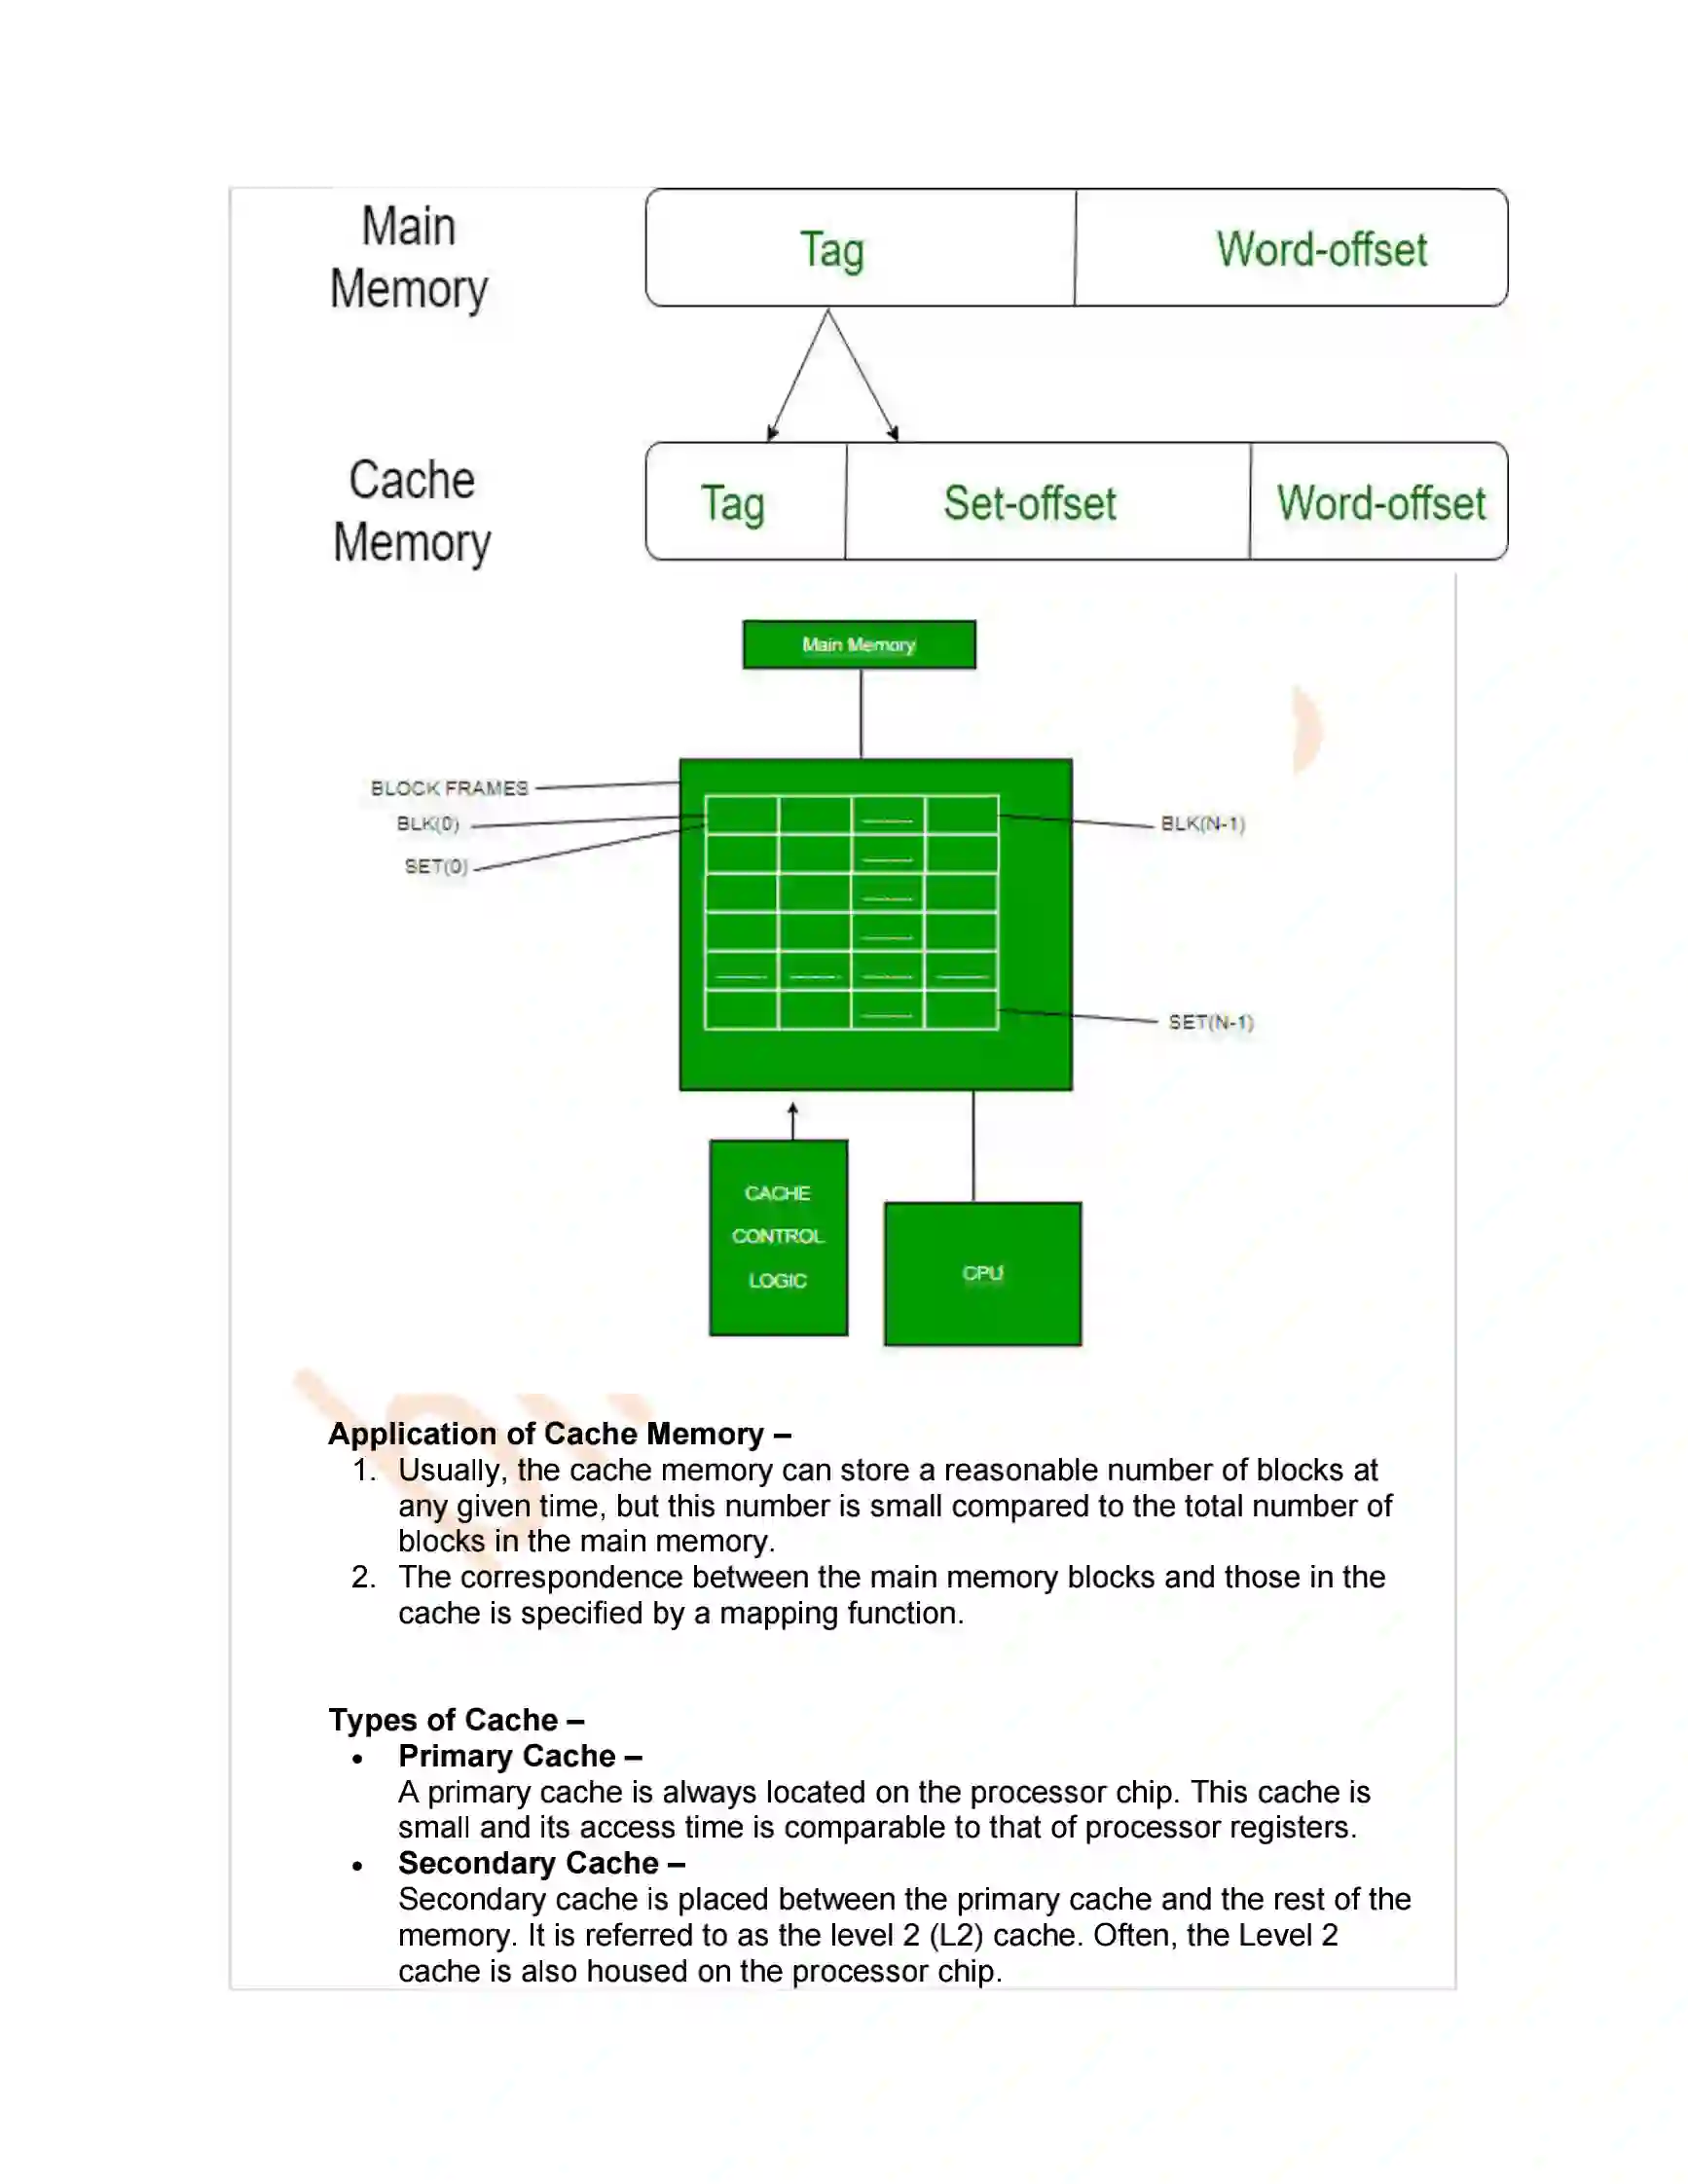 Main
Memory
Tag
Word-offset
Cache
Memory
Tag
Set-offset
Word-offset
Main Memory
BLOCK FRAMES
BLK(0)
SET(0)
BLK(N-1)
SET(N-1)
CACHE
CONTROL
LOGIC
CPU
Application of Cache Memory –
1. Usually, the cache memory can store a reasonable number of blocks at
any given time, but this number is small compared to the total number of
blocks in the main memory.
2. The correspondence between the main memory blocks and those in the
cache is specified by a mapping function.
Types of Cache –
• Primary Cache –
A primary cache is always located on the processor chip. This cache is
small and its access time is comparable to that of processor registers.
• Secondary Cache –
Secondary cache is placed between the primary cache and the rest of the
memory. It is referred to as the level 2 (L2) cache. Often, the Level 2
cache is also housed on the processor chip.